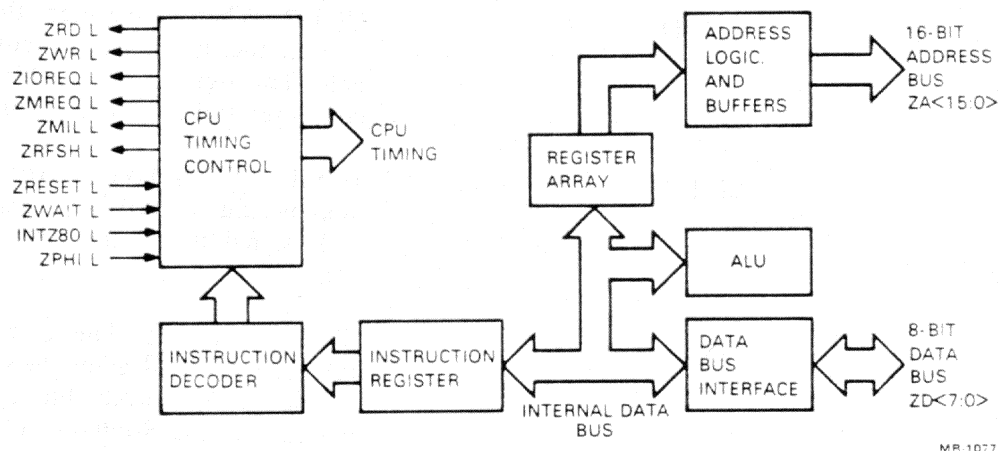 ZRD L
ZWR L
ZIOREQ L
ZMREQ L
ZMIL L
ZRFSH L
ZRESET L
ZWAIT L
INTZ80 L
ZPHI L
CPU
TIMING
CONTROL
CPU
TIMING
REGISTER
ARRAY
ADDRESS
LOGIC.
AND
BUFFERS
16-BIT
ADDRESS
BUS
ZA<15:0>
ALU
INSTRUCTION
DECODER
INSTRUCTION
REGISTER
INTERNAL DATA
BUS
DATA
BUS
INTERFACE
8-BIT
DATA
BUS
ZD<7:0>
MR-1077